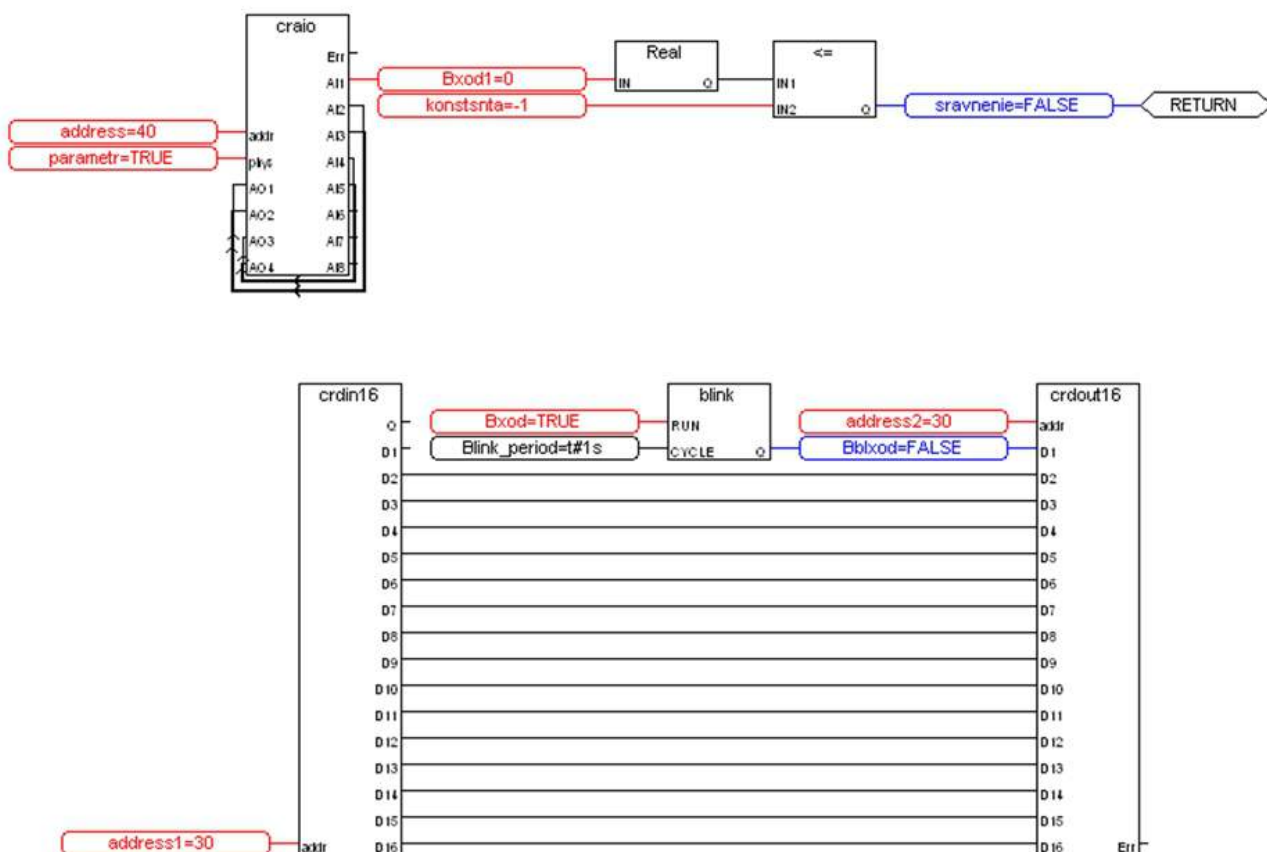 craio
Err
AI1
AI2
AI3
AI4
AI5
AI6
AI7
AI8
address=40
addr
parametr=TRUE
phys
AO1
AO2
AO3
AO4
Bxod1=0
konstsnta=-1
Real
IN
Q
<=
IN1
IN2
Q
sravnenie=FALSE
RETURN
crdin16
Q
D1
D2
D3
D4
D5
D6
D7
D8
D9
D10
D11
D12
D13
D14
D15
D16
address1=30
addr
Bxod=TRUE
Blink_period=t#1s
blink
RUN
CYCLE
Q
address2=30
Bblxod=FALSE
crdout16
addr
D1
D2
D3
D4
D5
D6
D7
D8
D9
D10
D11
D12
D13
D14
D15
D16
Err